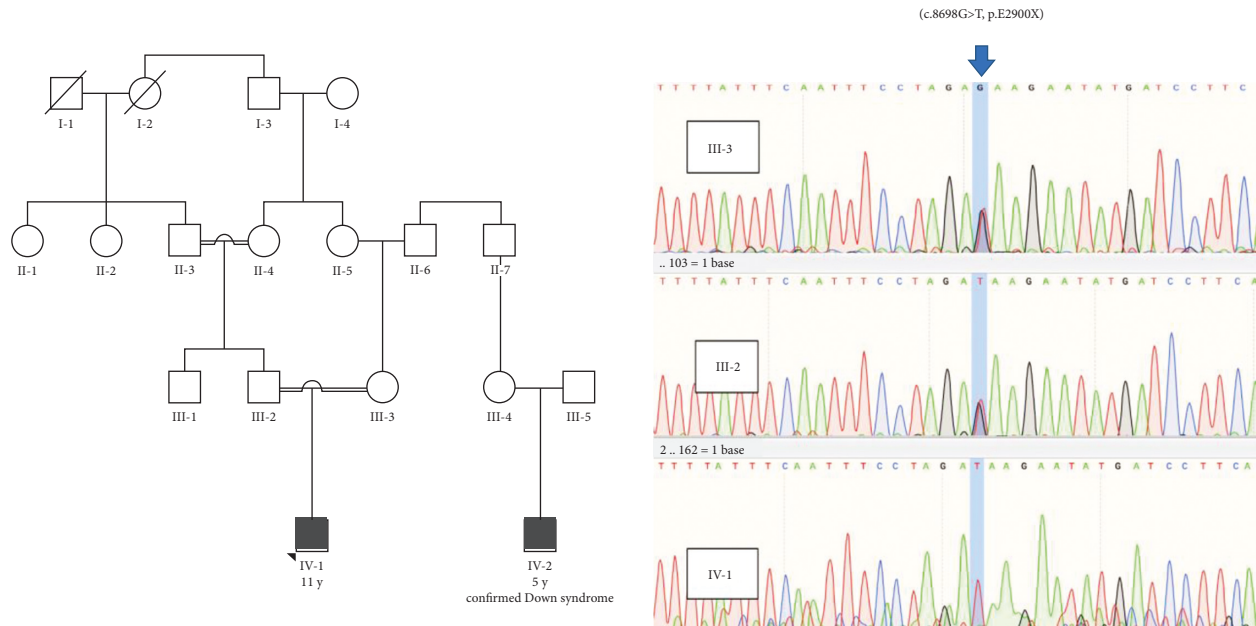 I-1
I-2
I-3
I-4
II-1
II-2
II-3
II-4
II-5
II-6
II-7
III-1
III-2
III-3
III-4
III-5
IV-1
11 y
IV-2
5 y
confirmed Down syndrome
(c.8698G>T, p.E2900X)
T T T T A T T T C A A T T T C C T A G A G A A G A A T A T G A T C C T T C
III-3
.. 103 = 1 base
T T T T A T T T C A A T T T C C T A G A T A A G A A T A T G A T C C T T C A
III-2
2 .. 162 = 1 base
T T T T A T T T C A A T T T C C T A G A T A A G A A T A T G A T C C T T C A
IV-1